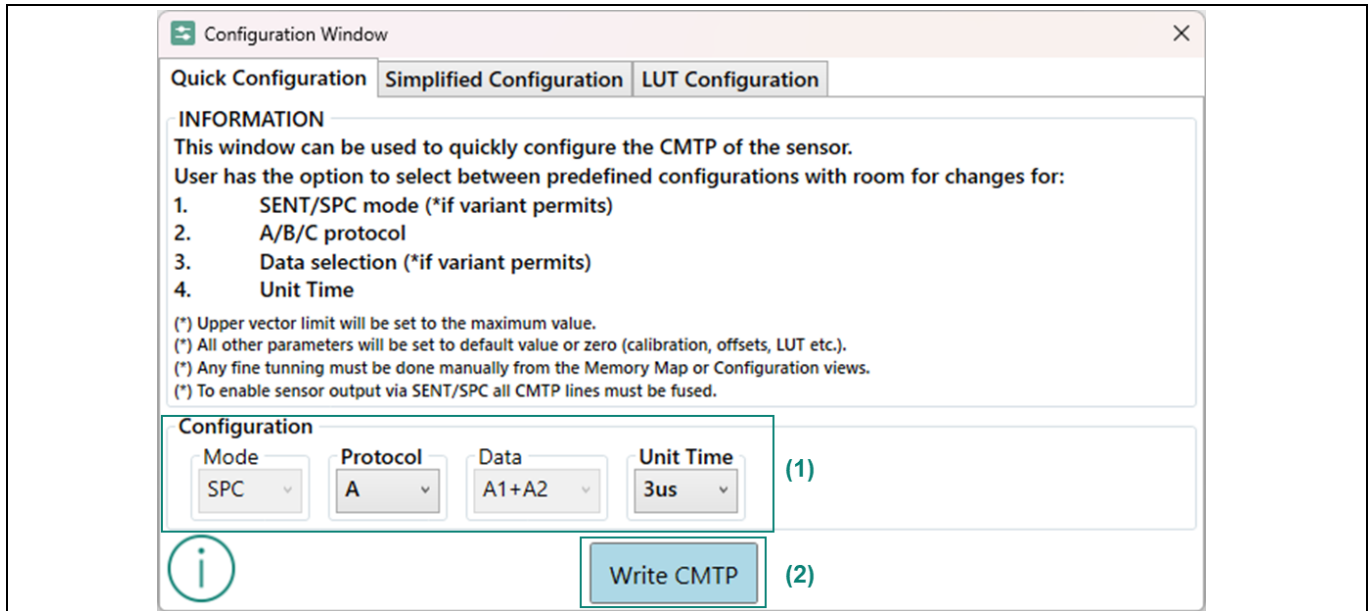 Configuration Window
Quick Configuration Simplified Configuration LUT Configuration
INFORMATION
This window can be used to quickly configure the CMTP of the sensor.
User has the option to select between predefined configurations with room for changes for:
1. SENT/SPC mode (*if variant permits)
2. A/B/C protocol
3. Data selection (*if variant permits)
4. Unit Time
(*) Upper vector limit will be set to the maximum value.
(*) All other parameters will be set to default value or zero (calibration, offsets, LUT etc.).
(*) Any fine tunning must be done manually from the Memory Map or Configuration views.
(*) To enable sensor output via SENT/SPC all CMTP lines must be fused.
Configuration
Mode Protocol Data Unit Time
SPC A A1+A2 3us
(1)
Write CMTP
(2)